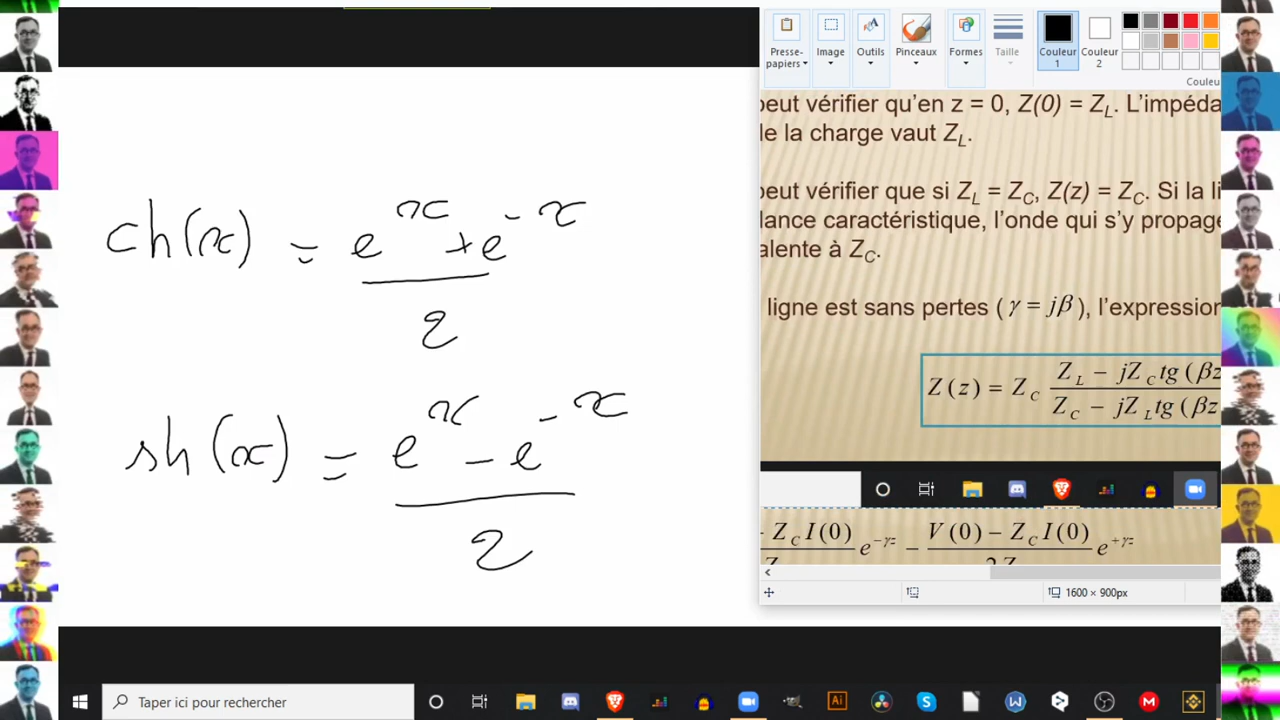 ch(x) = e^x + e^-x
2
sh(x) = e^x - e^-x
2
Presse-
papiers
Image
Outils
Pinceaux
Formes
Taille
Couleur
1
Couleur
2
Couleu
peut vérifier qu'en z = 0, Z(0) = Z_L. L'impéda
de la charge vaut Z_L.
peut vérifier que si Z_L = Z_C, Z(z) = Z_C. Si la li
dance caractéristique, l'onde qui s'y propage
alente à Z_C.
ligne est sans pertes ( γ = jβ ), l'expression
Z(z) = Z_C
Z_L − jZ_C tg (βz
Z_C − jZ_L tg (βz
Z_C I(0)
e^−γz −
V(0) − Z_C I(0)
e^+γz
1600 × 900px
Taper ici pour rechercher
Ai